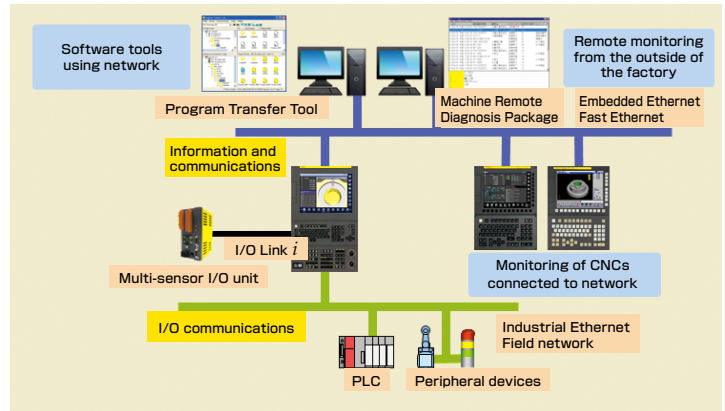 Software tools
using network
Program Transfer Tool
Machine Remote
Diagnosis Package
Remote monitoring
from the outside of
the factory
Embedded Ethernet
Fast Ethernet
Information and
communications
I/O Link i
Multi-sensor I/O unit
Monitoring of CNCs
connected to network
I/O communications
Industrial Ethernet
Field network
PLC
Peripheral devices